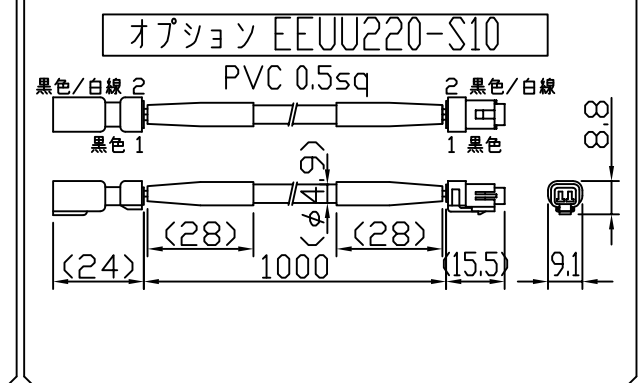 オプション EEUU220-S10
PVC 0.5sq
黒色/白線 2
2 黒色/白線
黒色 1
1 黒色
8.8
(φ4.9)
(28)
(28)
(24)
1000
(15.5)
9.1